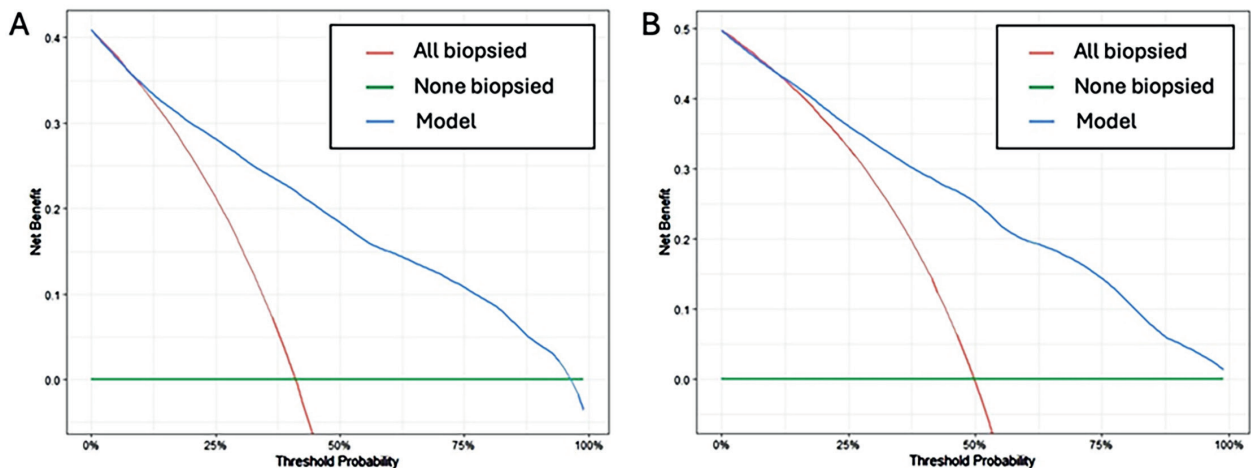 A
All biopsied
None biopsied
Model
0.4
0.3
0.2
0.1
0.0
Net Benefit
0% 25% 50% 75% 100%
Threshold Probability
B
All biopsied
None biopsied
Model
0.5
0.4
0.3
0.2
0.1
0.0
Net Benefit
0% 25% 50% 75% 100%
Threshold Probability